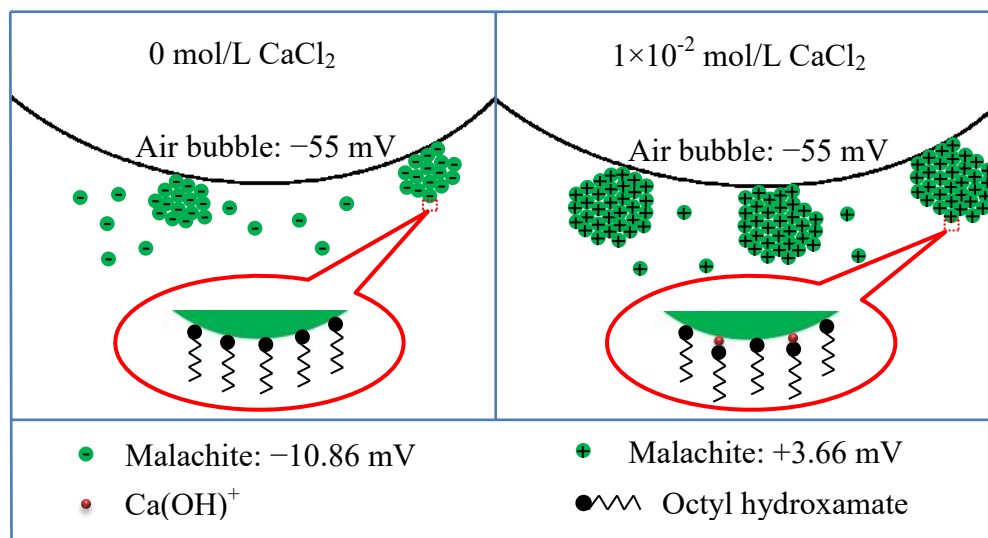 0 mol/L CaCl₂
Air bubble: −55 mV
1×10⁻² mol/L CaCl₂
Air bubble: −55 mV
Malachite: −10.86 mV
Malachite: +3.66 mV
Ca(OH)⁺
Octyl hydroxamate